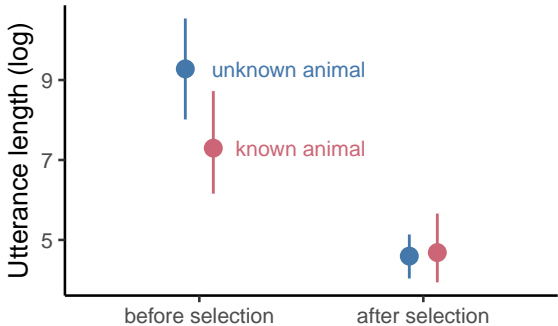 Utterance length (log)
9
7
5
unknown animal
known animal
before selection
after selection